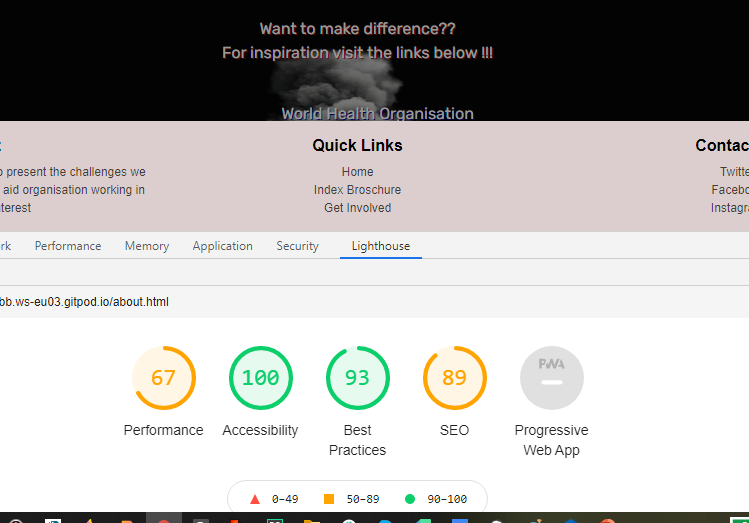 Want to make difference??
For inspiration visit the links below !!!
World Health Organisation
Quick Links
Contac
o present the challenges we
aid organisation working in
terest
Home
Index Broschure
Get Involved
Twitte
Facebo
Instagra
rk Performance Memory Application Security Lighthouse
bb.ws-eu03.gitpod.io/about.html
67 100 93 89 PWA
Performance Accessibility Best Practices SEO Progressive Web App
0–49 50–89 90–100